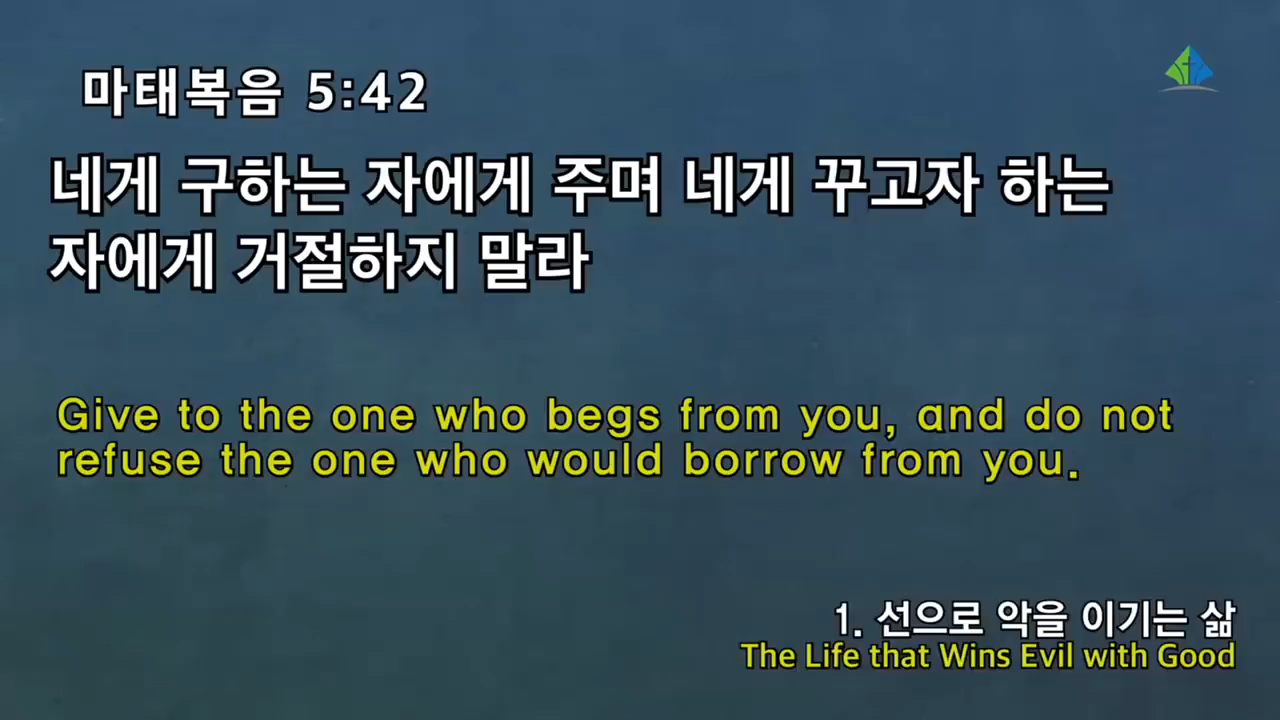 마태복음 5:42
네게 구하는 자에게 주며 네게 꾸고자 하는
자에게 거절하지 말라
Give to the one who begs from you, and do not
refuse the one who would borrow from you.
1. 선으로 악을 이기는 삶
The Life that Wins Evil with Good